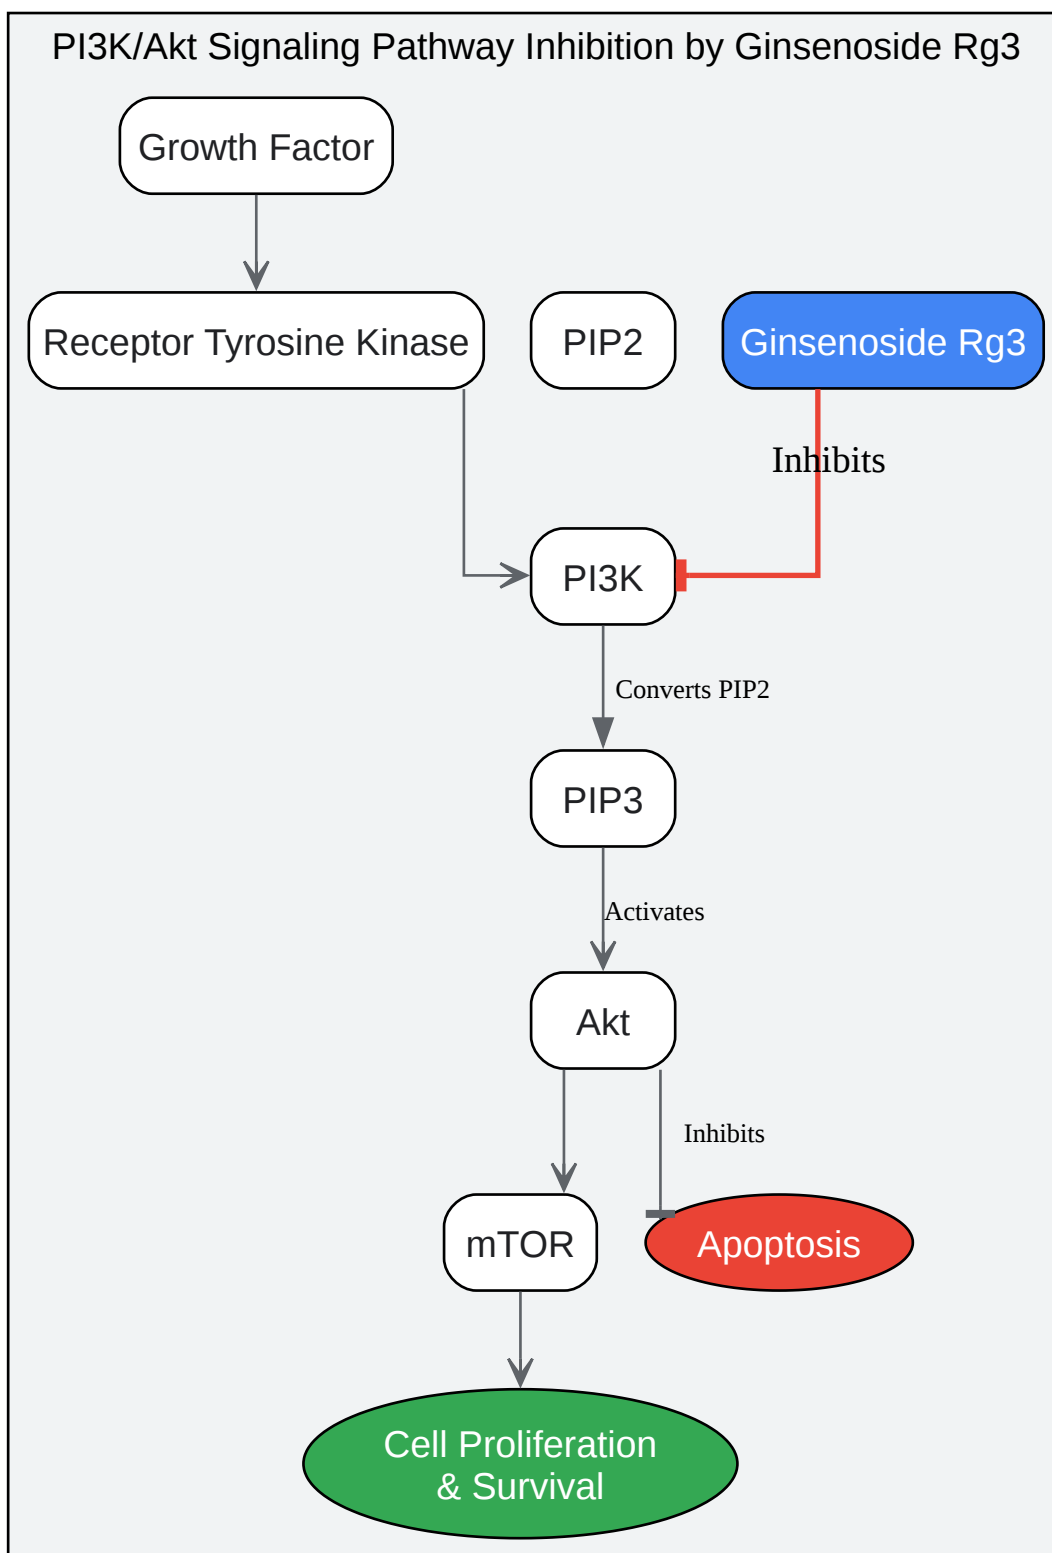 PI3K/Akt Signaling Pathway Inhibition by Ginsenoside Rg3
Growth Factor
Receptor Tyrosine Kinase
PIP2
Ginsenoside Rg3
Inhibits
PI3K
Converts PIP2
PIP3
Activates
Akt
Inhibits
mTOR
Apoptosis
Cell Proliferation
& Survival